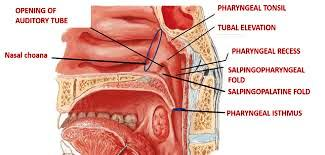 OPENING OF
AUDITORY TUBE
Nasal choana
PHARYNGEAL TONSIL
TUBAL ELEVATION
PHARYNGEAL RECESS
SALPINGOPHARYNGEAL
FOLD
SALPINGOPALATINE FOLD
PHARYNGEAL ISTHMUS